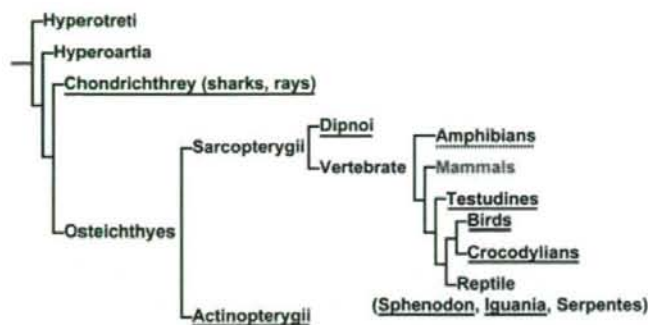 Hyperotreti
Hyperoartia
Chondrichthrey (sharks, rays)
Dipnoi
Amphibians
Sarcopterygii
Vertebrate
Mammals
Testudines
Birds
Osteichthyes
Crocodylians
Reptile
(Sphenodon, Iguania, Serpentes)
Actinopterygii